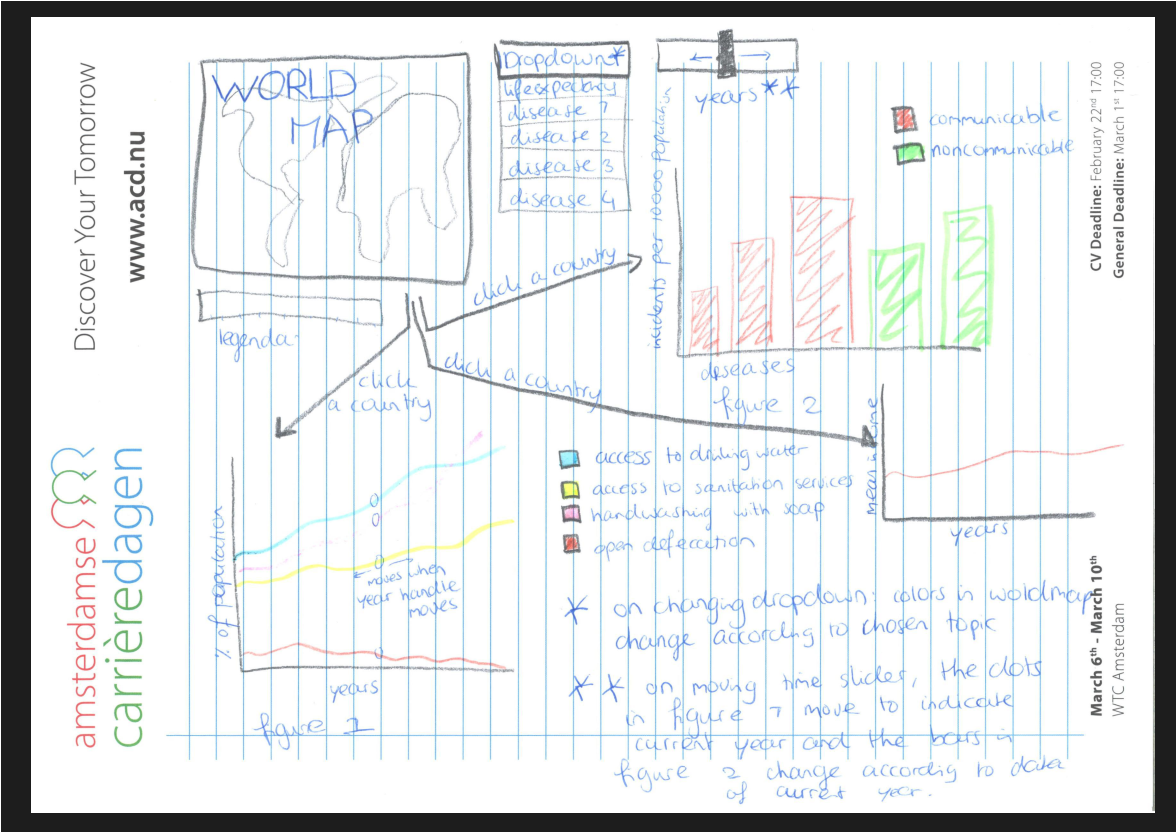 Discover Your Tomorrow
www.acd.nu
amsterdamse
carrièredagen
WORLD
MAP
legenda
Dropdown*
life expectancy
disease 1
disease 2
disease 3
disease 4
← →
years **
communicable
noncommunicable
incidents per 10000 population
diseases
figure 2
click a country
click a country
click
a country
% of population
years
figure 1
← moves when →
year handle
moves
access to drinking water
access to sanitation services
handwashing with soap
open defecation
mean income
years
* on changing dropdown: colors in woldmap
change according to chosen topic
** on moving time slider, the dots
in figure 1 move to indicate
current year and the bars in
figure 2 change according to data
of current year.
CV Deadline: February 22nd 17:00
General Deadline: March 1st 17:00
March 6th - March 10th
WTC Amsterdam